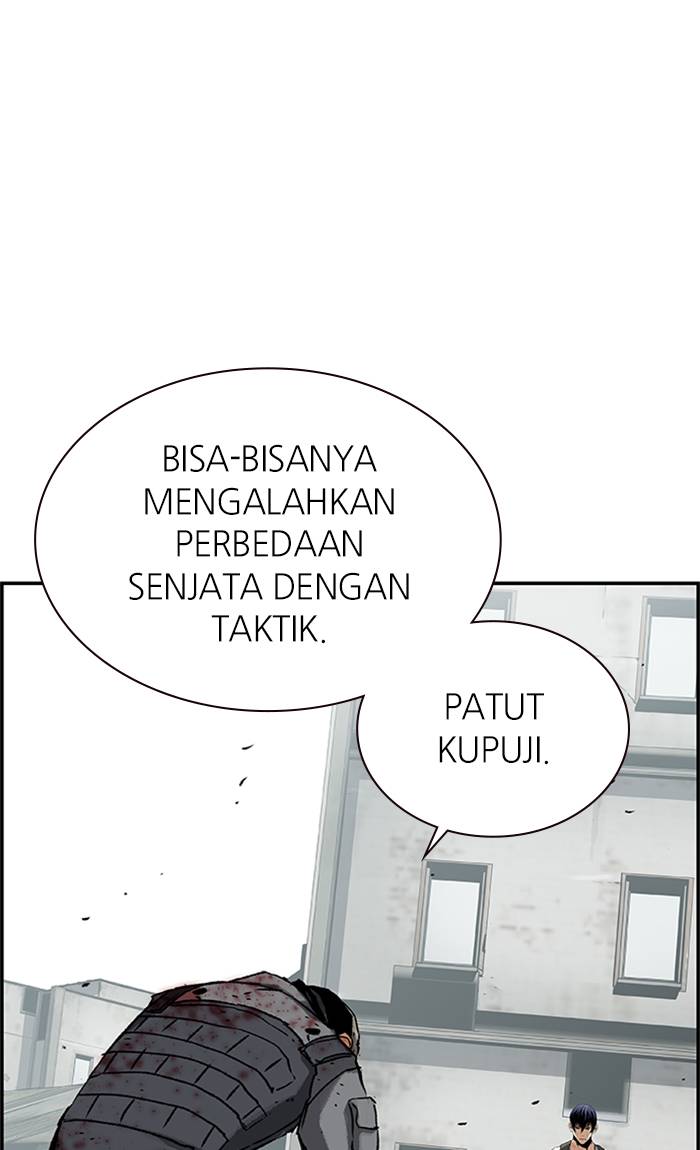 BISA-BISANYA
MENGALAHKAN
PERBEDAAN
SENJATA DENGAN
TAKTIK.
PATUT
KUPUJI.